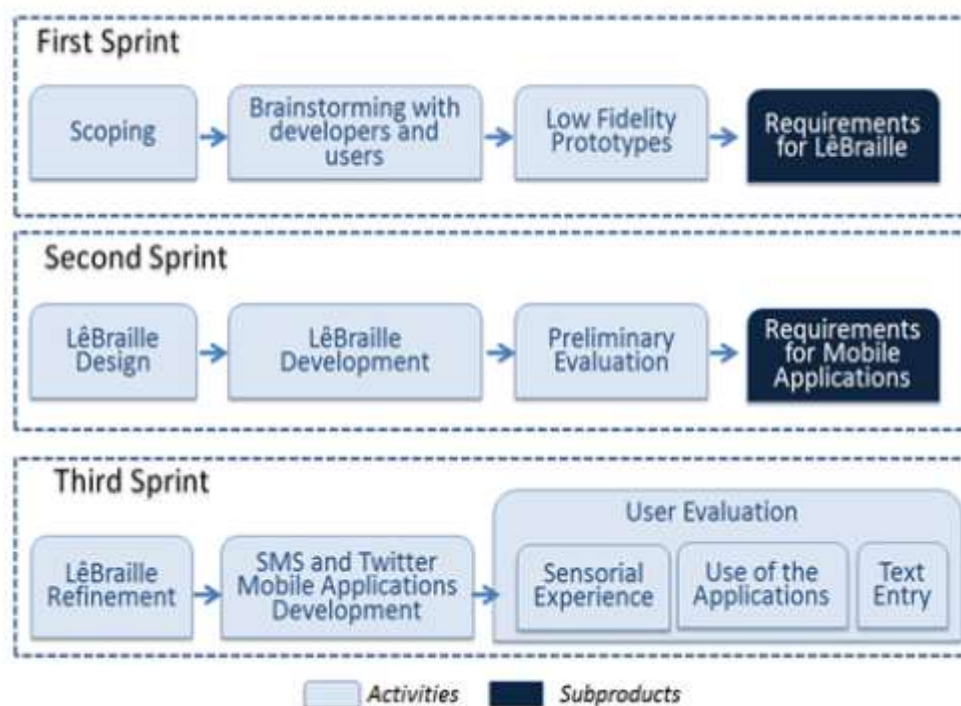 First Sprint
Scoping
Brainstorming with
developers and
users
Low Fidelity
Prototypes
Requirements
for LêBraille
Second Sprint
LêBraille
Design
LêBraille
Development
Preliminary
Evaluation
Requirements
for Mobile
Applications
Third Sprint
LêBraille
Refinement
SMS and Twitter
Mobile Applications
Development
User Evaluation
Sensorial
Experience
Use of the
Applications
Text
Entry
Activities
Subproducts